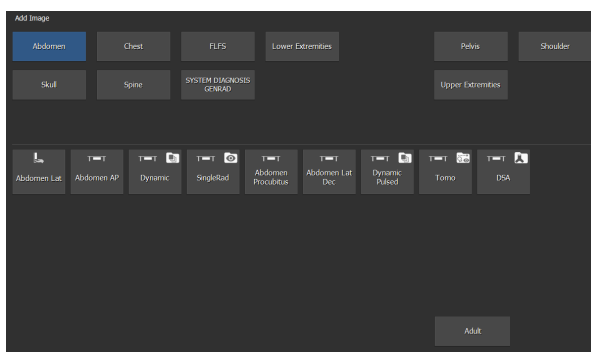 Add Image
Abdomen
Chest
FLFS
Lower Extremities
Pelvis
Shoulder
Skull
Spine
SYSTEM DIAGNOSIS
GENRAD
Upper Extremities
Abdomen Lat
Abdomen AP
Dynamic
SingleRad
Abdomen
Procubitus
Abdomen Lat
Dec
Dynamic
Pulsed
Tomo
DSA
Adult